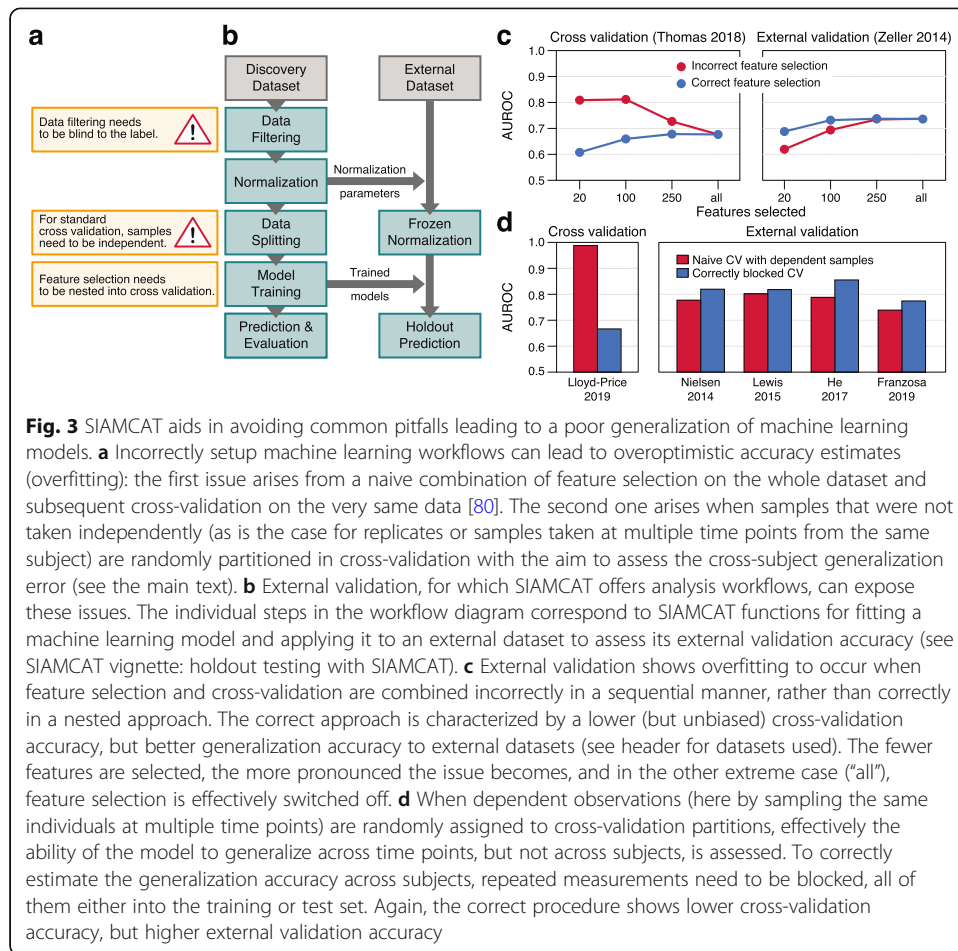 a
b
Discovery
Dataset
External
Dataset
Data filtering needs
to be blind to the label.
!
Data
Filtering
Normalization
Normalization
parameters
For standard
cross validation, samples
need to be independent.
!
Data
Splitting
Frozen
Normalization
Feature selection needs
to be nested into cross validation.
Model
Training
Trained
models
Prediction &
Evaluation
Holdout
Prediction
c
Cross validation (Thomas 2018)
External validation (Zeller 2014)
1.0
0.9
0.8
0.7
0.6
0.5
AUROC
Incorrect feature selection
Correct feature selection
20 100 250 all
20 100 250 all
Features selected
d
Cross validation
External validation
1.0
0.9
0.8
0.7
0.6
0.5
AUROC
Naive CV with dependent samples
Correctly blocked CV
Lloyd-Price
2019
Nielsen
2014
Lewis
2015
He
2017
Franzosa
2019
Fig. 3 SIAMCAT aids in avoiding common pitfalls leading to a poor generalization of machine learning
models. a Incorrectly setup machine learning workflows can lead to overoptimistic accuracy estimates
(overfitting): the first issue arises from a naive combination of feature selection on the whole dataset and
subsequent cross-validation on the very same data [80]. The second one arises when samples that were not
taken independently (as is the case for replicates or samples taken at multiple time points from the same
subject) are randomly partitioned in cross-validation with the aim to assess the cross-subject generalization
error (see the main text). b External validation, for which SIAMCAT offers analysis workflows, can expose
these issues. The individual steps in the workflow diagram correspond to SIAMCAT functions for fitting a
machine learning model and applying it to an external dataset to assess its external validation accuracy (see
SIAMCAT vignette: holdout testing with SIAMCAT). c External validation shows overfitting to occur when
feature selection and cross-validation are combined incorrectly in a sequential manner, rather than correctly
in a nested approach. The correct approach is characterized by a lower (but unbiased) cross-validation
accuracy, but better generalization accuracy to external datasets (see header for datasets used). The fewer
features are selected, the more pronounced the issue becomes, and in the other extreme case (“all”),
feature selection is effectively switched off. d When dependent observations (here by sampling the same
individuals at multiple time points) are randomly assigned to cross-validation partitions, effectively the
ability of the model to generalize across time points, but not across subjects, is assessed. To correctly
estimate the generalization accuracy across subjects, repeated measurements need to be blocked, all of
them either into the training or test set. Again, the correct procedure shows lower cross-validation
accuracy, but higher external validation accuracy